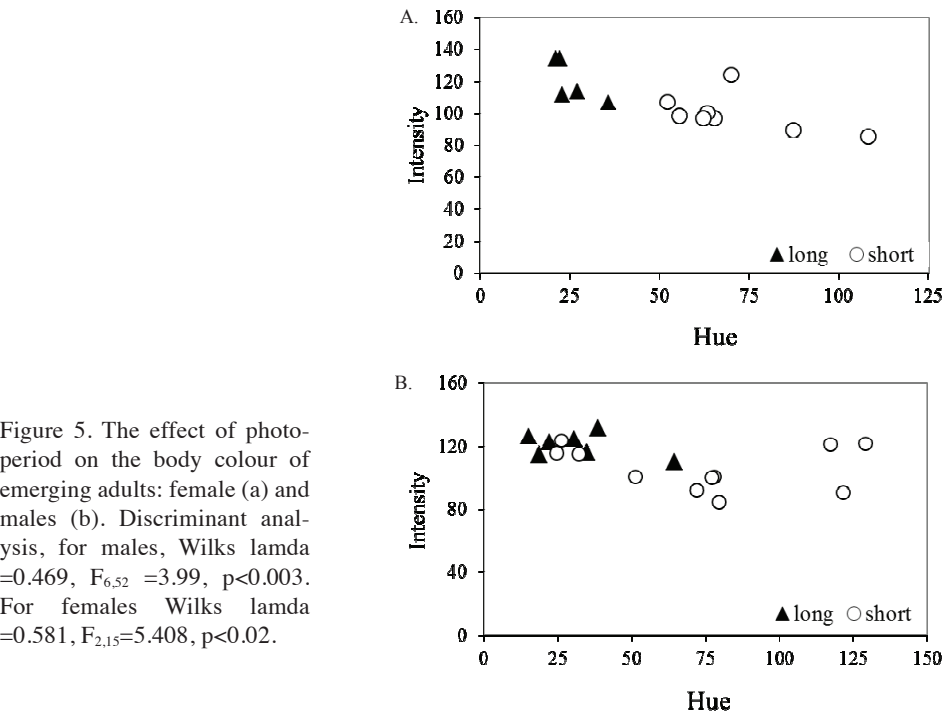 A.
160
140
120
100
80
60
40
20
0
Intensity
long short
0 25 50 75 100 125
Hue
B.
160
120
80
40
0
Intensity
long short
0 25 50 75 100 125 150
Hue
Figure 5. The effect of photo-
period on the body colour of
emerging adults: female (a) and
males (b). Discriminant anal-
ysis, for males, Wilks lamda
=0.469, F6,52 =3.99, p<0.003.
For females Wilks lamda
=0.581, F2,15=5.408, p<0.02.